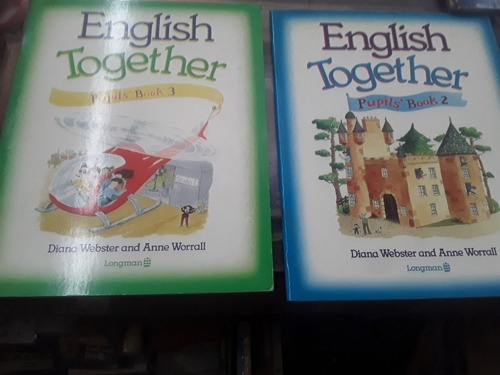 English
Together
Pupils' Book 3
Diana Webster and Anne Worrall
Longman
English
Together
Pupils' Book 2
Diana Webster and Anne Worrall
Longman